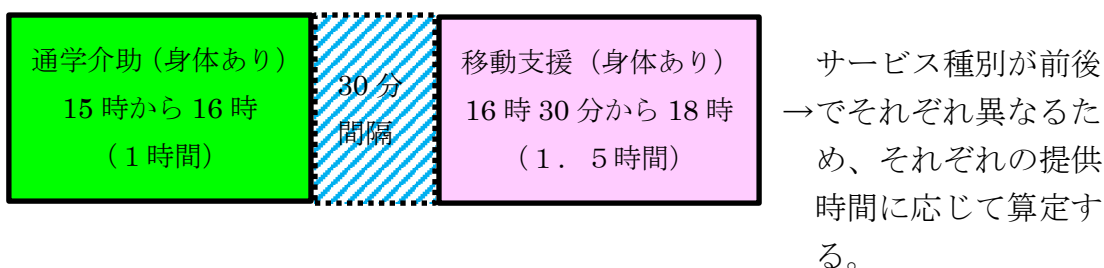 通学介助（身体あり）
15時から16時
（１時間）
30分
間隔
移動支援（身体あり）
16時30分から18時
（１．５時間）
サービス種別が前後
→でそれぞれ異なるた
め、それぞれの提供
時間に応じて算定す
る。